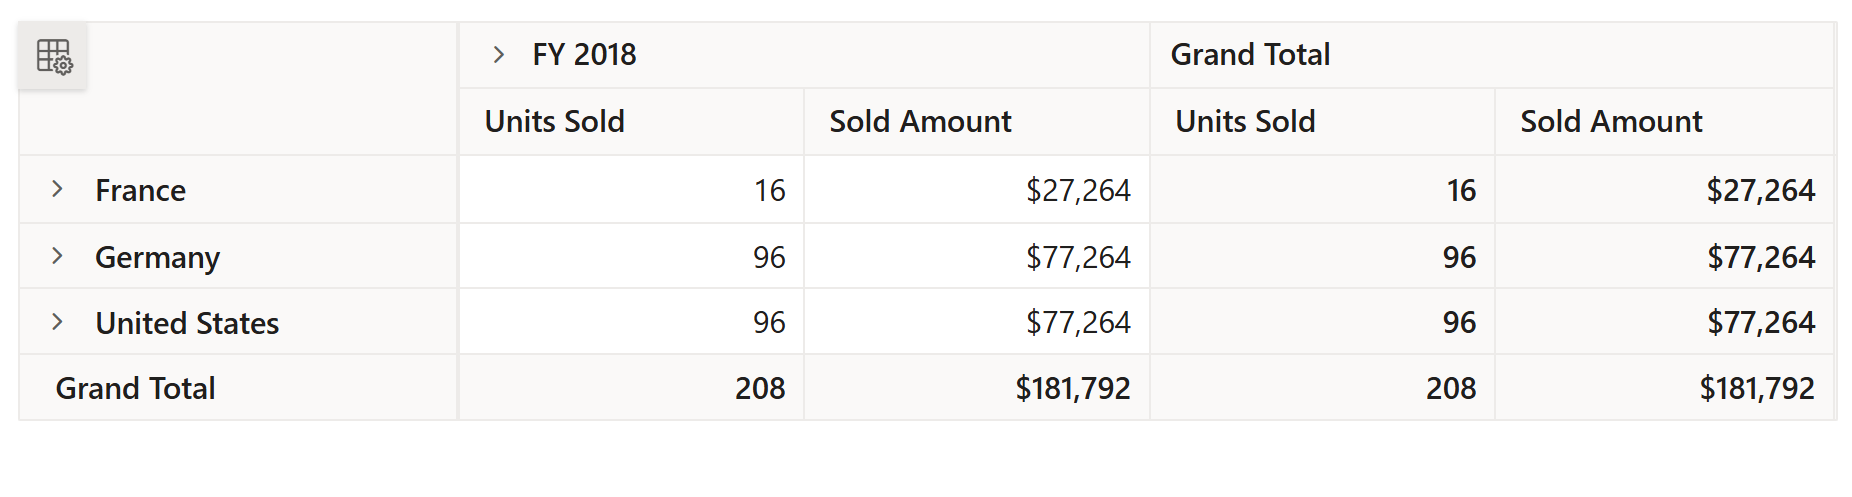 FY 2018 Grand Total
Units Sold Sold Amount Units Sold Sold Amount
France 16 $27,264 16 $27,264
Germany 96 $77,264 96 $77,264
United States 96 $77,264 96 $77,264
Grand Total 208 $181,792 208 $181,792